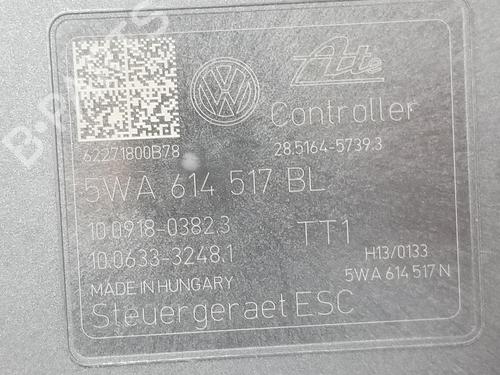 Ate
Controller
62271800B78
28.5164-5739.3
5WA 614 517 BL
10.0918-0382.3
TT1
10.0633-3248.1
H13/0133
MADE IN HUNGARY
5WA 614 517 N
Steuergeraet ESC